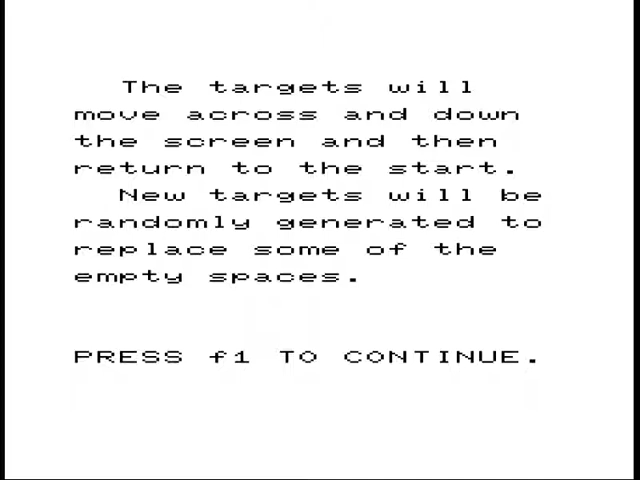 The targets will
move across and down
the screen and then
return to the start.
New targets will be
randomly generated to
replace some of the
empty spaces.
PRESS f1 TO CONTINUE.